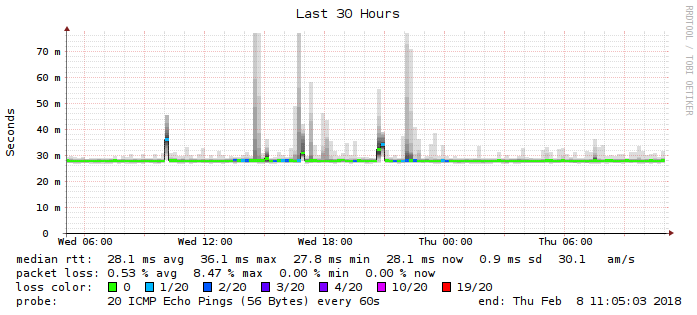 Last 30 Hours
RRDTOOL / TOBI OETIKER
Seconds
70 m
60 m
50 m
40 m
30 m
20 m
10 m
0
Wed 06:00 Wed 12:00 Wed 18:00 Thu 00:00 Thu 06:00
median rtt: 28.1 ms avg 36.1 ms max 27.8 ms min 28.1 ms now 0.9 ms sd 30.1 am/s
packet loss: 0.53 % avg 8.47 % max 0.00 % min 0.00 % now
loss color: 0 1/20 2/20 3/20 4/20 10/20 19/20
probe: 20 ICMP Echo Pings (56 Bytes) every 60s end: Thu Feb 8 11:05:03 2018